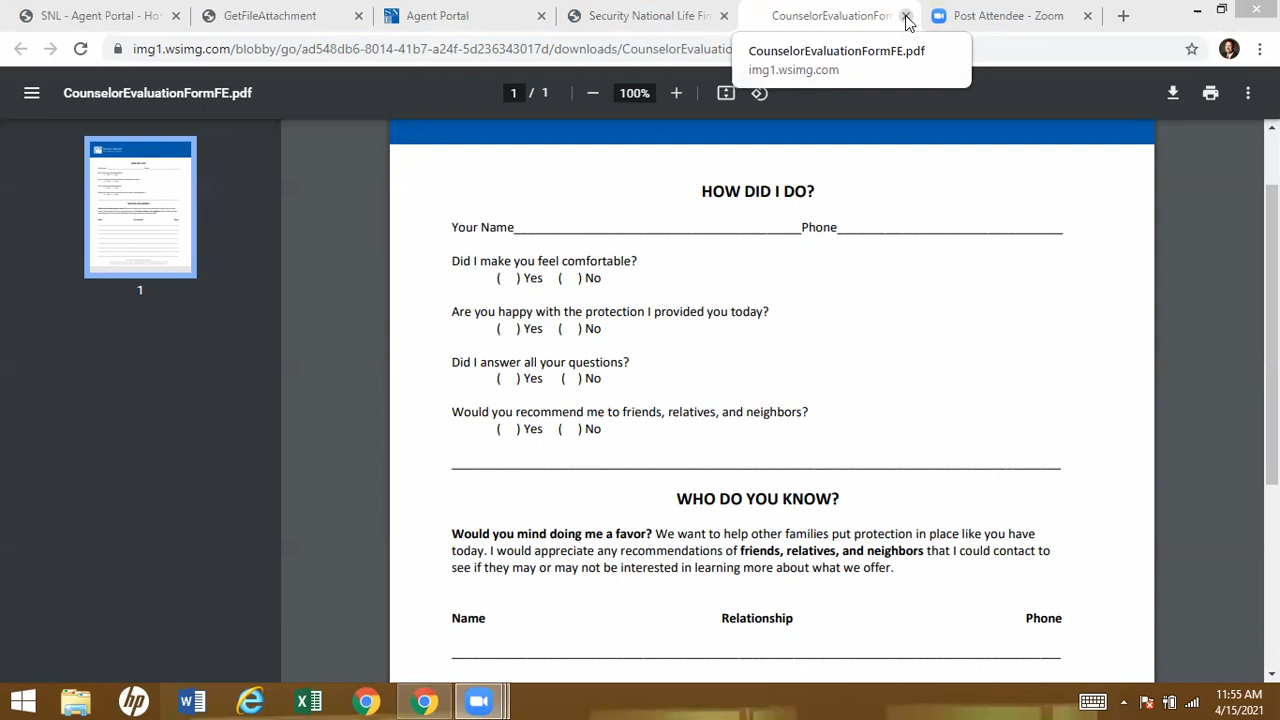 SNL - Agent Portal - Ho
GetFileAttachment
Agent Portal
Security National Life Fin
CounselorEvaluationForm
Post Attendee - Zoom
img1.wsimg.com/blobby/go/ad548db6-8014-41b7-a24f-5d236343017d/downloads/CounselorEvaluatio
CounselorEvaluationFormFE.pdf
img1.wsimg.com
CounselorEvaluationFormFE.pdf
1 / 1
100%
1
HOW DID I DO?
Your Name____________ Phone____________
Did I make you feel comfortable?
( ) Yes ( ) No
Are you happy with the protection I provided you today?
( ) Yes ( ) No
Did I answer all your questions?
( ) Yes ( ) No
Would you recommend me to friends, relatives, and neighbors?
( ) Yes ( ) No
WHO DO YOU KNOW?
Would you mind doing me a favor? We want to help other families put protection in place like you have
today. I would appreciate any recommendations of friends, relatives, and neighbors that I could contact to
see if they may or may not be interested in learning more about what we offer.
Name Relationship Phone
11:55 AM
4/15/2021